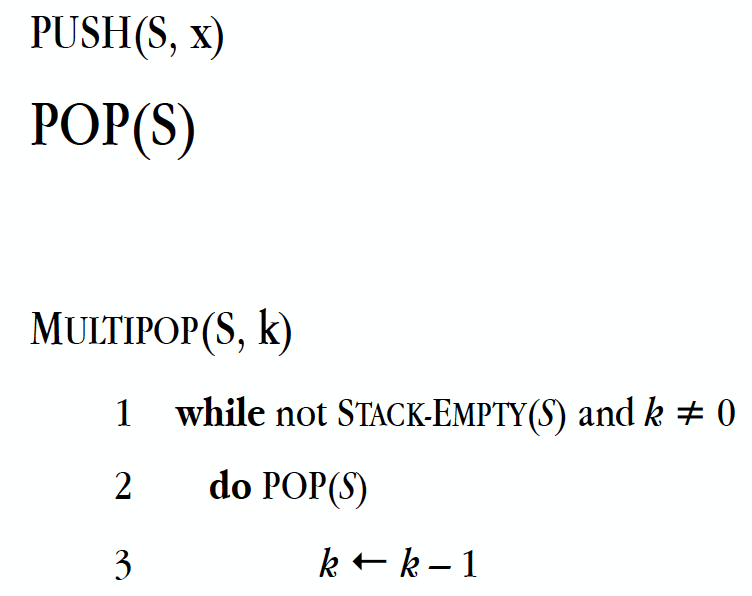 PUSH(S, x)
POP(S)
MULTIPOP(S, k)
1 while not STACK-EMPTY(S) and k ≠ 0
2 do POP(S)
3 k ← k – 1